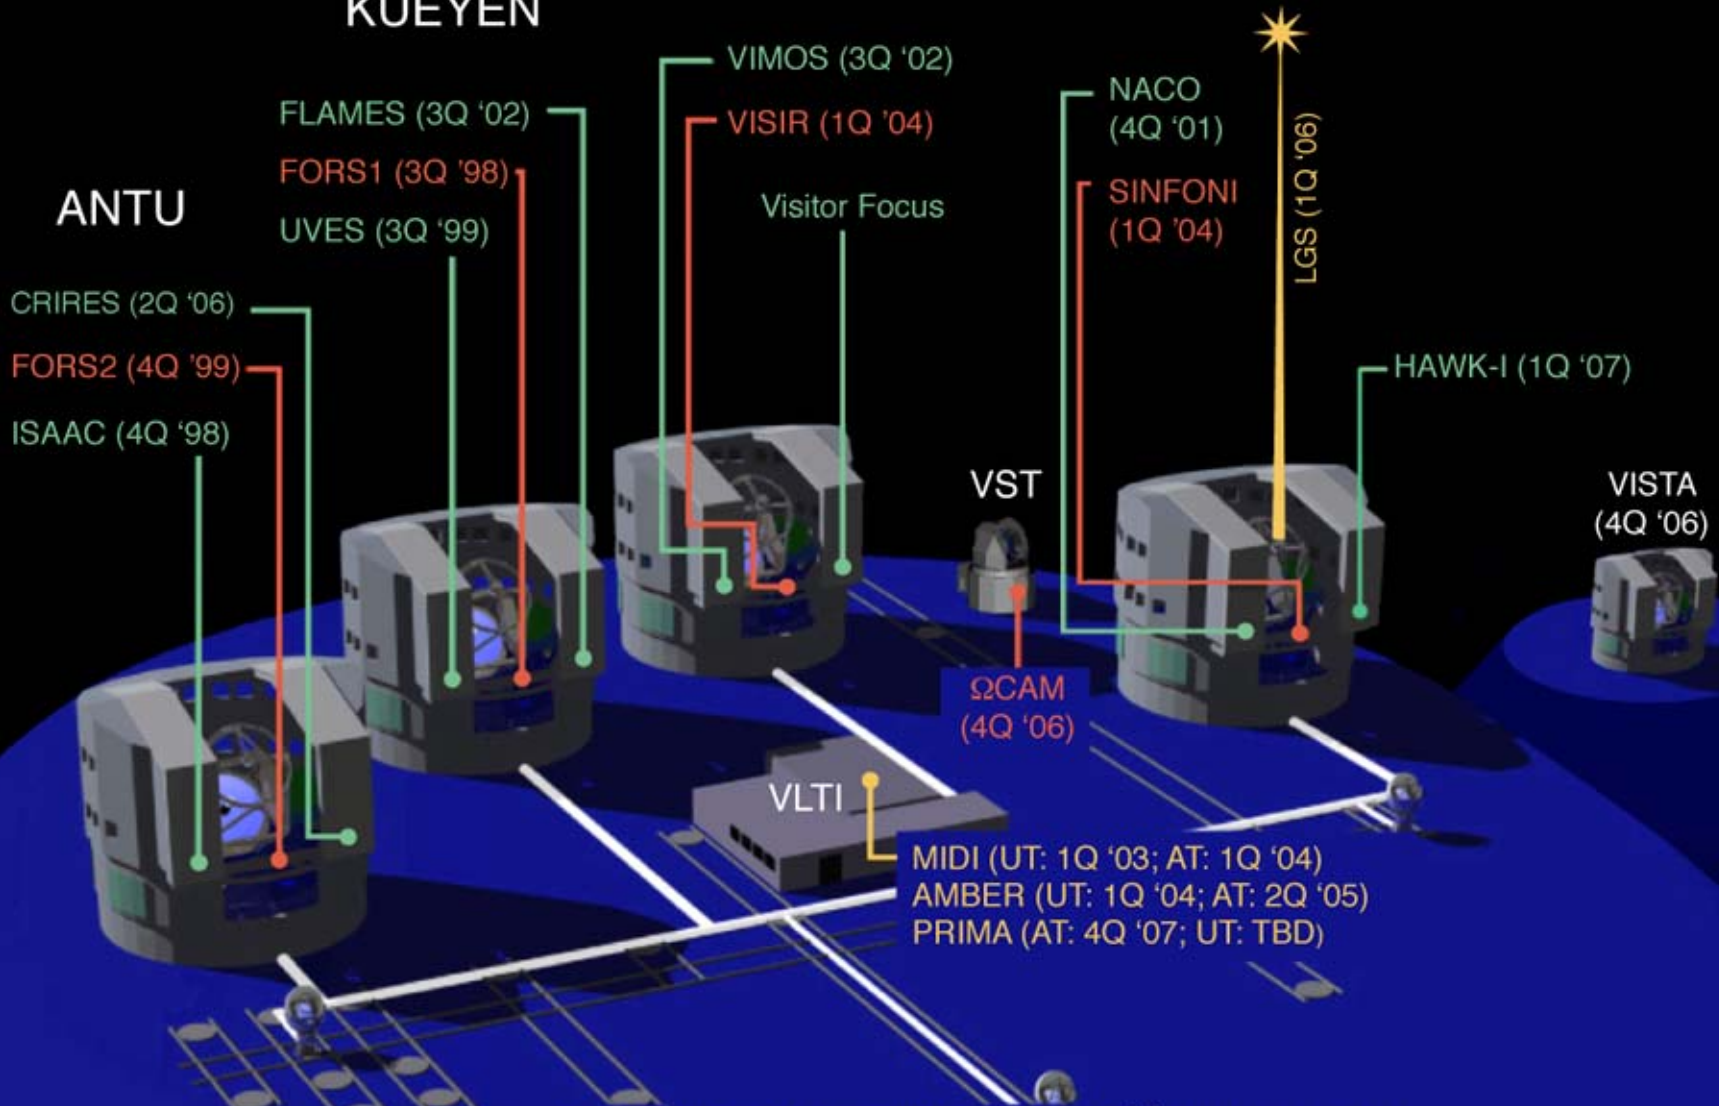 KUEYEN
VIMOS (3Q ‘02)
NACO
(4Q ‘01)
FLAMES (3Q ‘02)
VISIR (1Q ’04)
LGS (1Q ’06)
FORS1 (3Q ’98)
SINFONI
(1Q ’04)
ANTU
Visitor Focus
UVES (3Q ‘99)
CRIRES (2Q ‘06)
FORS2 (4Q ’99)
HAWK-I (1Q ‘07)
ISAAC (4Q ‘98)
VST
VISTA
(4Q ‘06)
ΩCAM
(4Q ‘06)
VLTI
MIDI (UT: 1Q ‘03; AT: 1Q ‘04)
AMBER (UT: 1Q ‘04; AT: 2Q ‘05)
PRIMA (AT: 4Q ‘07; UT: TBD)